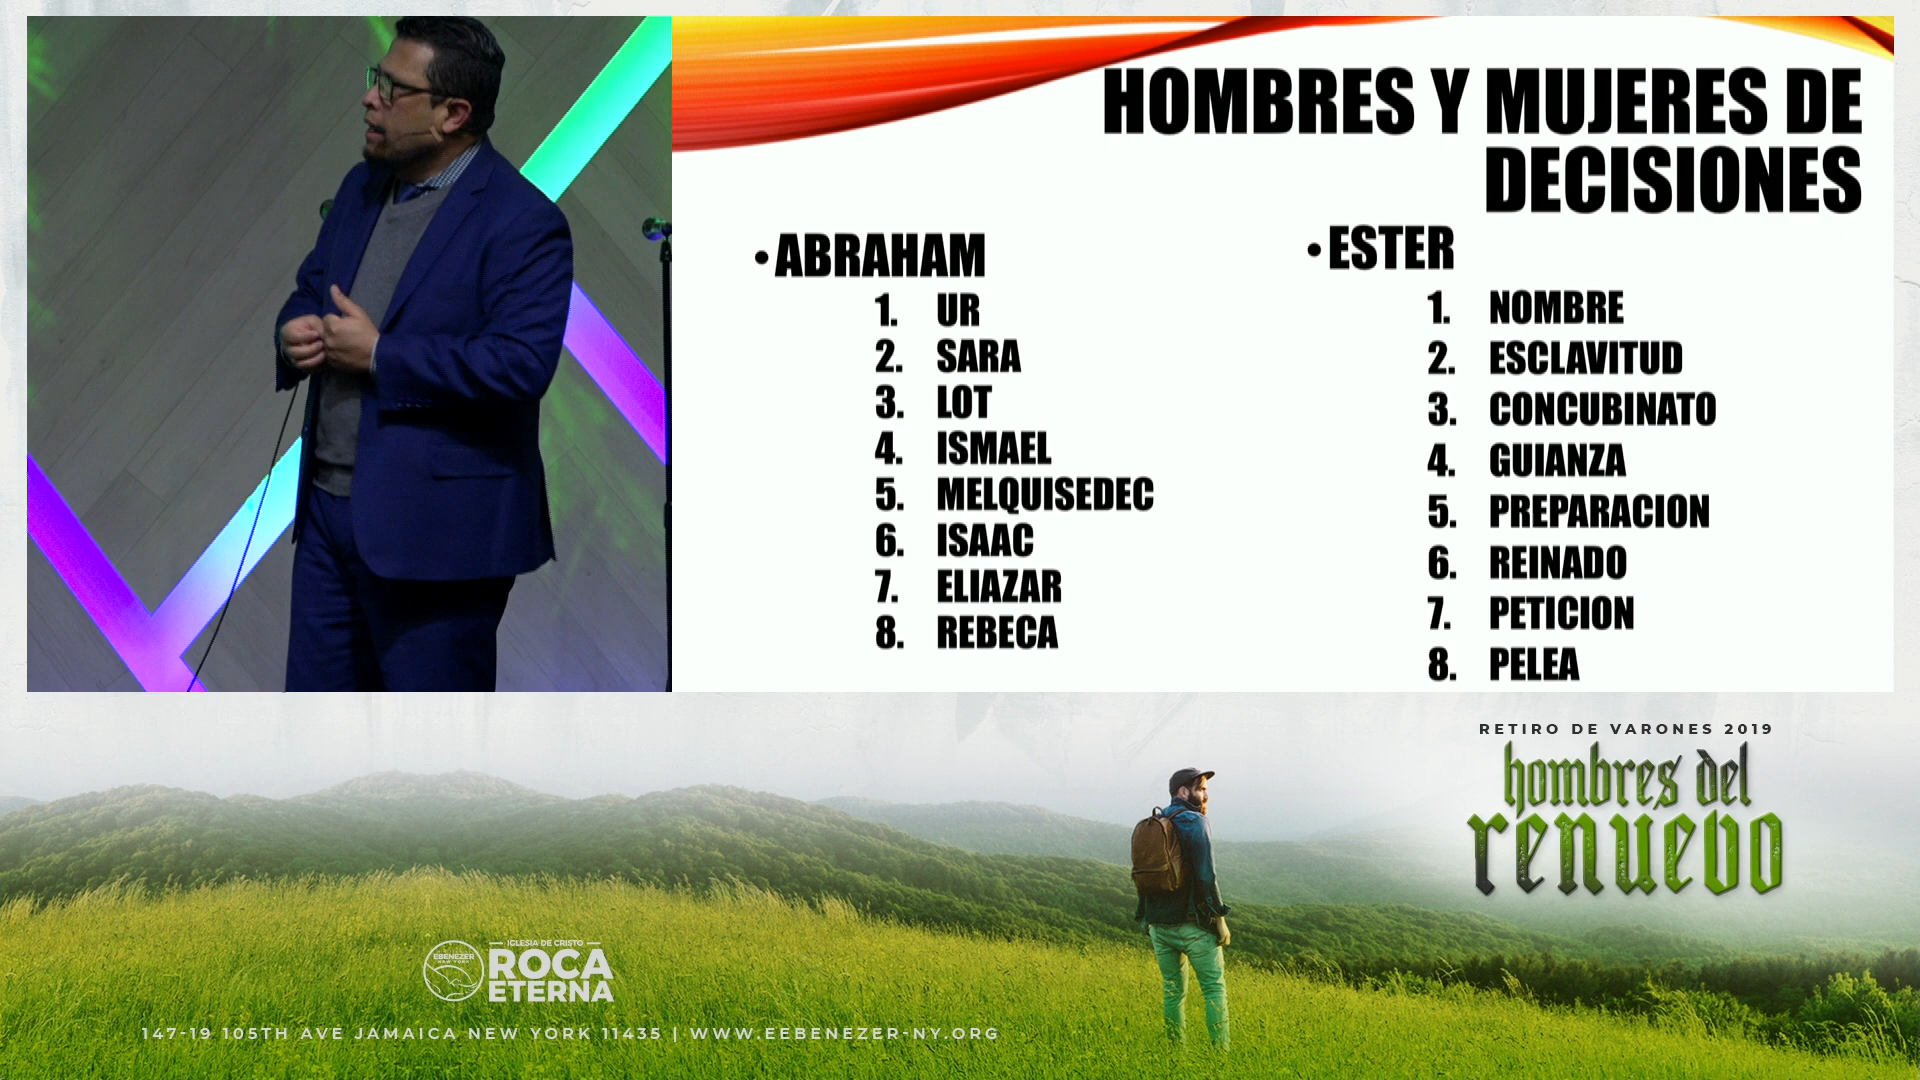 HOMBRES Y MUJERES DE
DECISIONES
• ABRAHAM
1. UR
2. SARA
3. LOT
4. ISMAEL
5. MELQUISEDEC
6. ISAAC
7. ELIAZAR
8. REBECA
• ESTER
1. NOMBRE
2. ESCLAVITUD
3. CONCUBINATO
4. GUIANZA
5. PREPARACION
6. REINADO
7. PETICION
8. PELEA
RETIRO DE VARONES 2019
hombres del
renuevo
IGLESIA DE CRISTO
EBENEZER
NEW YORK
ROCA
ETERNA
147-19 105TH AVE JAMAICA NEW YORK 11435 | WWW.EEBENEZER-NY.ORG